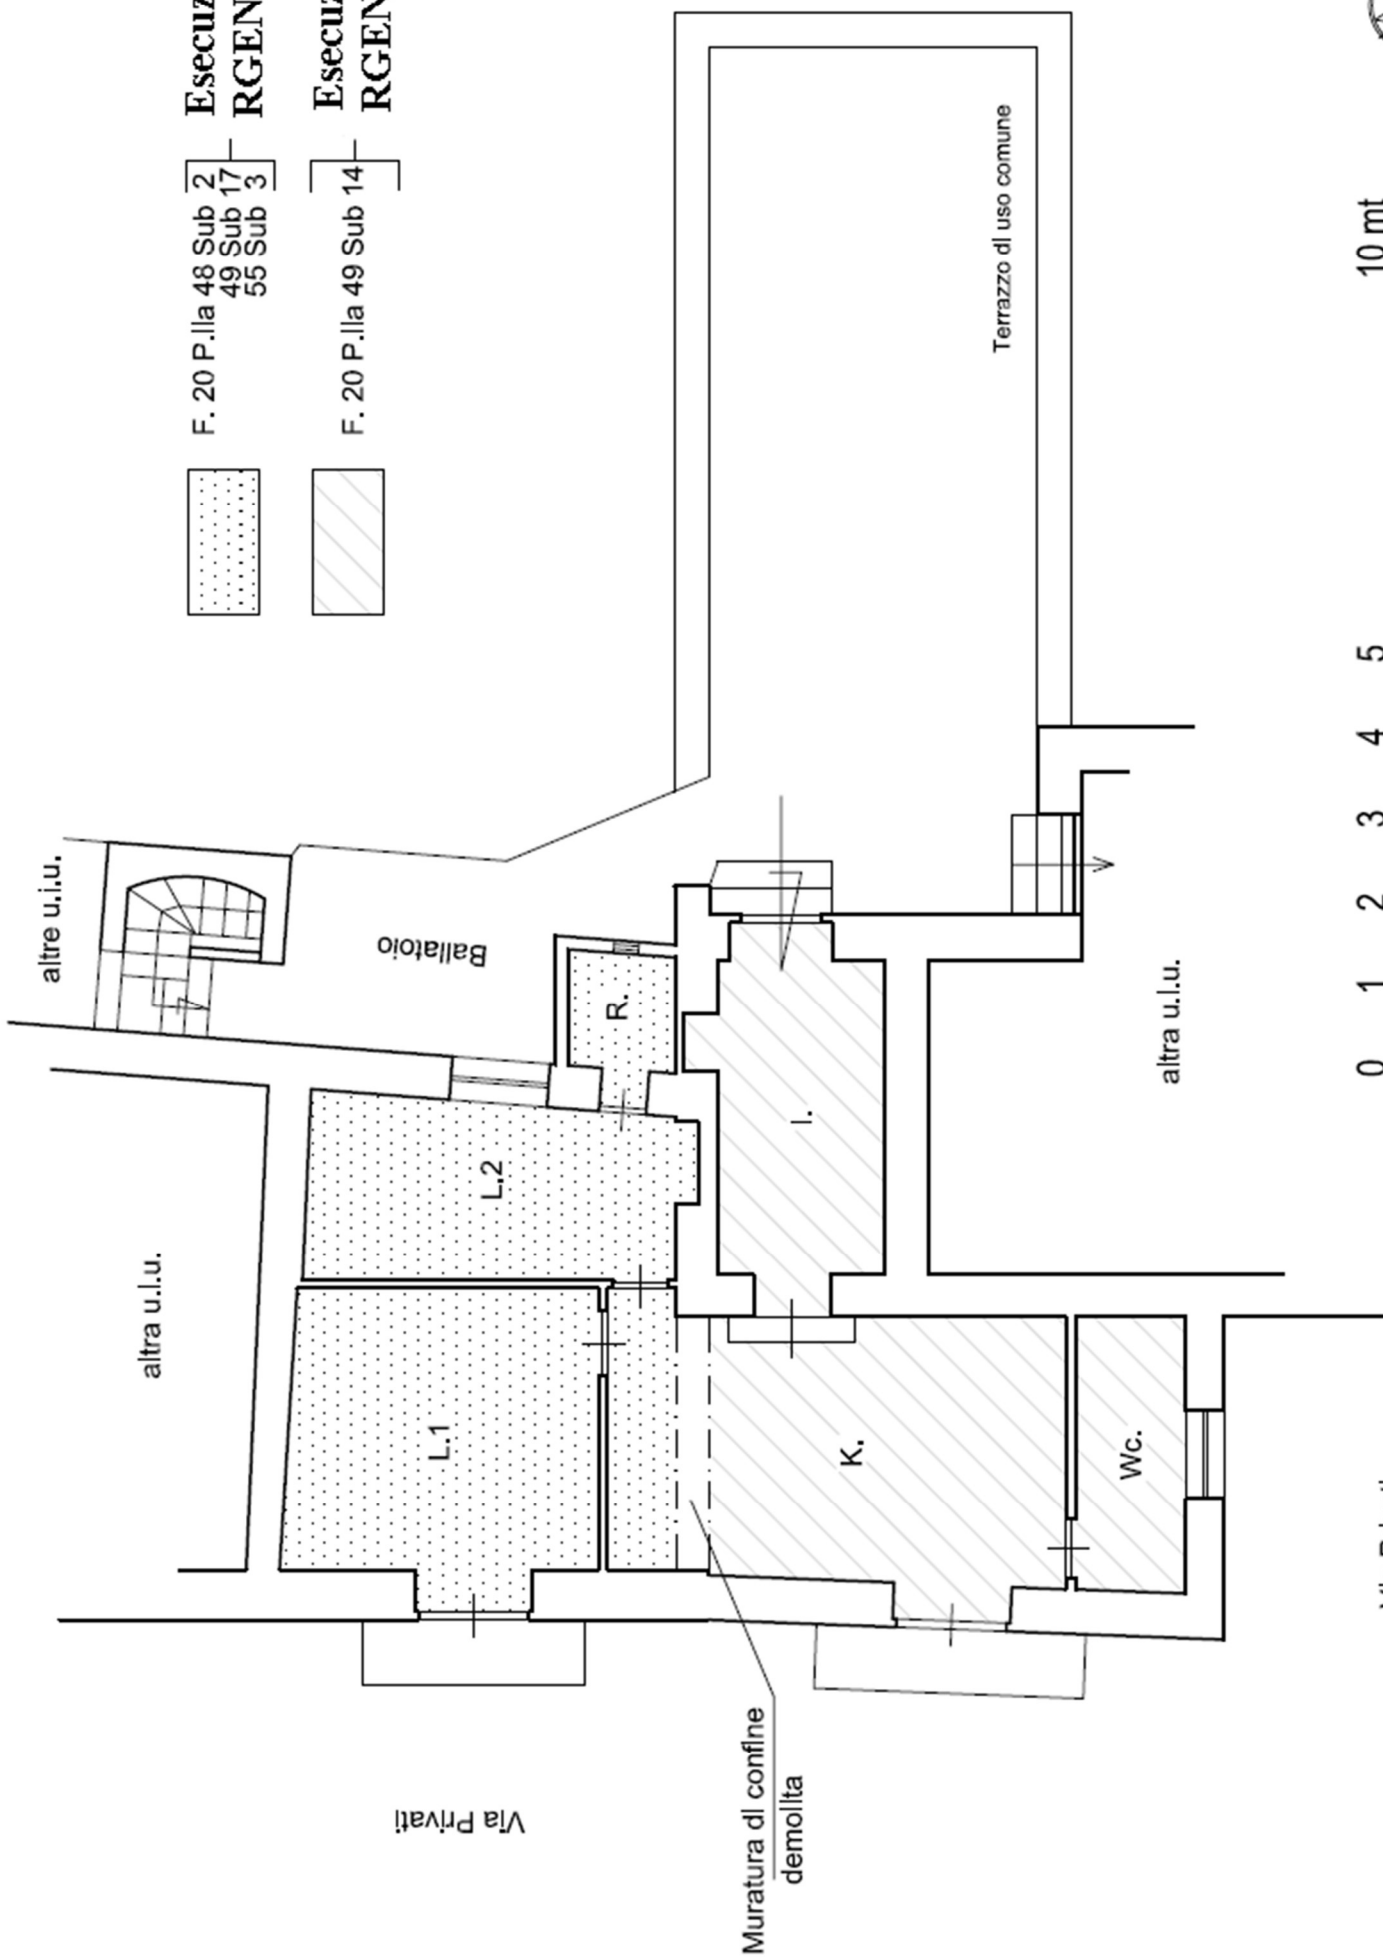 F. 20 P.lla 48 Sub 2
49 Sub 17
55 Sub 3
Esecuz
RGEN
F. 20 P.lla 49 Sub 14
Esecuz
RGEN
altre u.i.u.
Ballatoio
Terrazzo di uso comune
altra u.i.u.
L.2
R.
I.
altra u.i.u.
L.1
K.
Wc.
Via Privati
Muratura di confine
demolita
0 1 2 3 4 5 10 mt